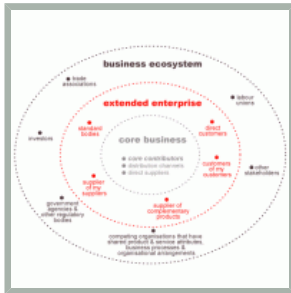 business ecosystem
trade
associations
labour
unions
extended enterprise
investors
standard
bodies
direct
customers
core business
core contributors
distribution channels
direct suppliers
customers
of my
customers
other
stakeholders
supplier
of my
suppliers
supplier of
complementary
products
government
agencies &
other regulatory
bodies
competing organisations that have
shared product & service attributes,
business processes &
organisational arrangements